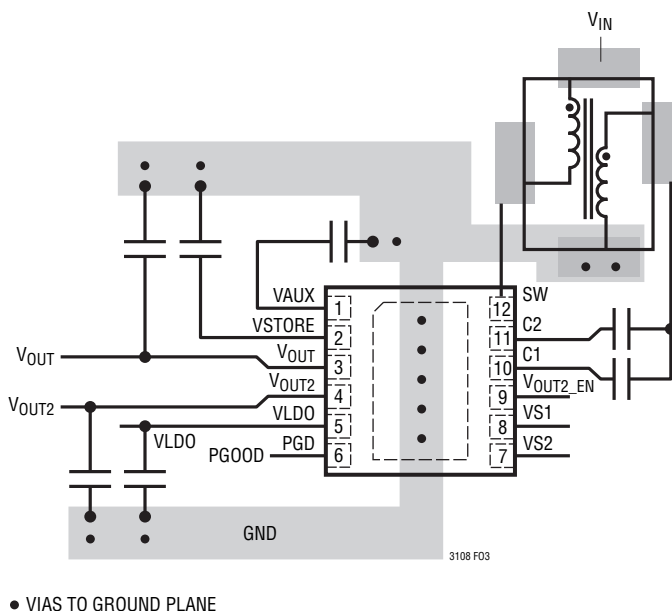 VIN
VAUX
VSTORE
VOUT
VOUT
VOUT2
VOUT2
VLDO
VLDO
PGD
PGOOD
1
2
3
4
5
6
SW
12
C2
11
C1
10
VOUT2_EN
9
VS1
8
VS2
7
GND
3108 F03
VIAS TO GROUND PLANE